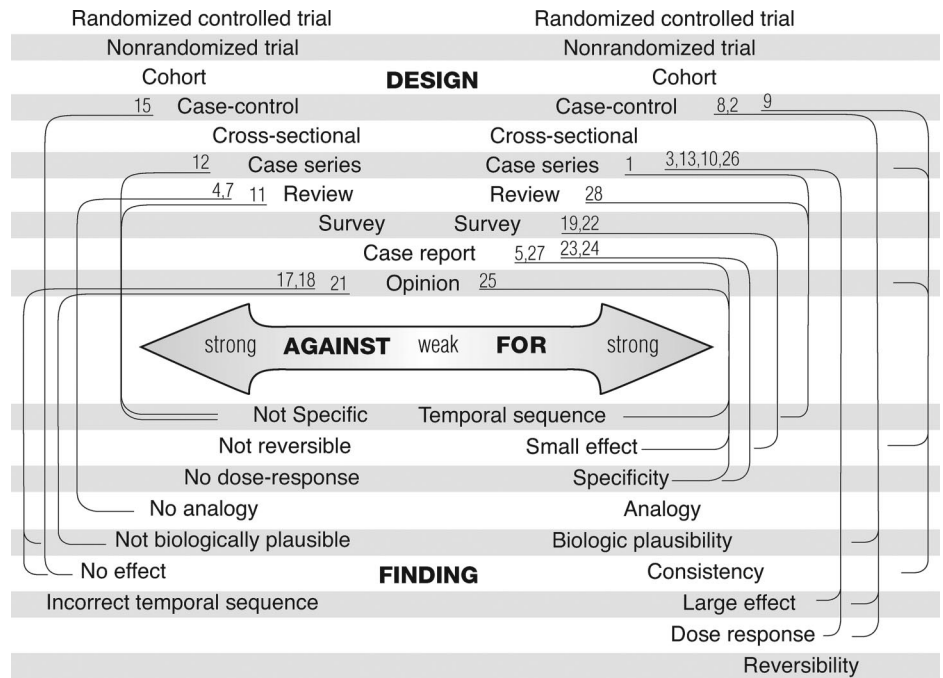 Randomized controlled trial Randomized controlled trial
Nonrandomized trial Nonrandomized trial
Cohort DESIGN Cohort
15 Case-control Case-control 8,2 9
Cross-sectional Cross-sectional
12 Case series Case series 1 3,13,10,26
4,7 11 Review Review 28
Survey Survey 19,22
Case report 5,27 23,24
17,18 21 Opinion 25
strong AGAINST weak FOR strong
Not Specific Temporal sequence
Not reversible Small effect
No dose-response Specificity
No analogy Analogy
Not biologically plausible Biologic plausibility
No effect FINDING Consistency
Incorrect temporal sequence Large effect
Dose response
Reversibility